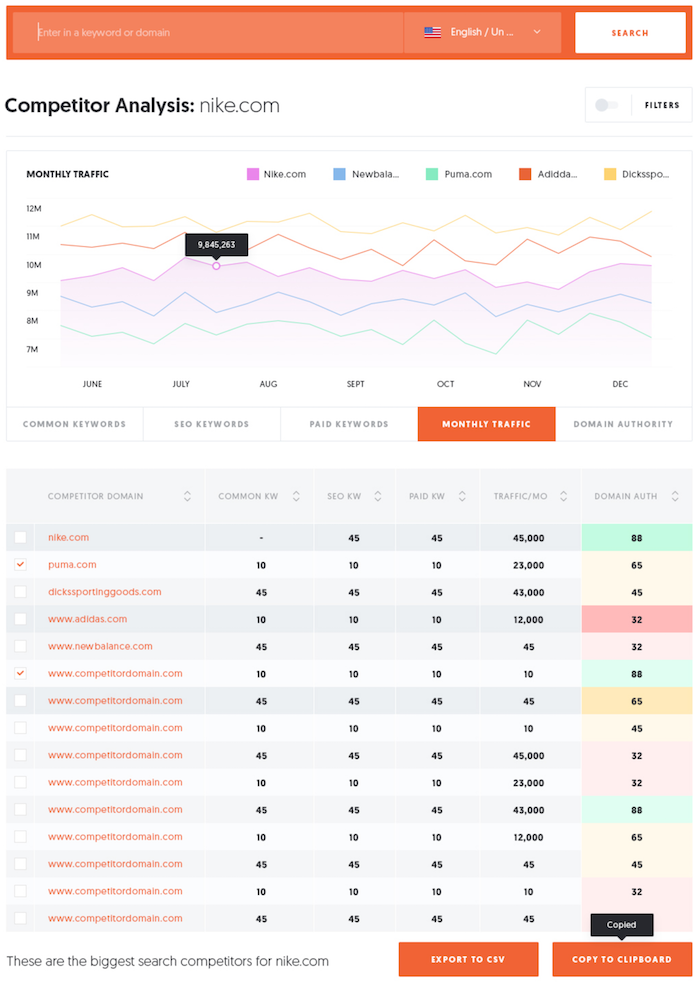 Enter in a keyword or domain English / Un ... SEARCH
Competitor Analysis: nike.com FILTERS
MONTHLY TRAFFIC Nike.com Newbala... Puma.com Adidda... Dicksspo...
12M
11M
9,845,263
10M
9M
8M
7M
JUNE JULY AUG SEPT OCT NOV DEC
COMMON KEYWORDS SEO KEYWORDS PAID KEYWORDS MONTHLY TRAFFIC DOMAIN AUTHORITY
COMPETITOR DOMAIN COMMON KW SEO KW PAID KW TRAFFIC/MO DOMAIN AUTH
nike.com - 45 45 45,000 88
puma.com 10 10 10 23,000 65
dickssportinggoods.com 45 45 45 43,000 45
www.adidas.com 10 10 10 12,000 32
www.newbalance.com 45 45 45 45 32
www.competitordomain.com 10 10 10 10 88
www.competitordomain.com 45 45 45 45 65
www.competitordomain.com 10 10 10 10 45
www.competitordomain.com 45 45 45 45,000 32
www.competitordomain.com 10 10 10 23,000 32
www.competitordomain.com 45 45 45 43,000 88
www.competitordomain.com 10 10 10 12,000 65
www.competitordomain.com 45 45 45 45 45
www.competitordomain.com 10 10 10 10 32
www.competitordomain.com 45 45 45 45
Copied
These are the biggest search competitors for nike.com EXPORT TO CSV COPY TO CLIPBOARD